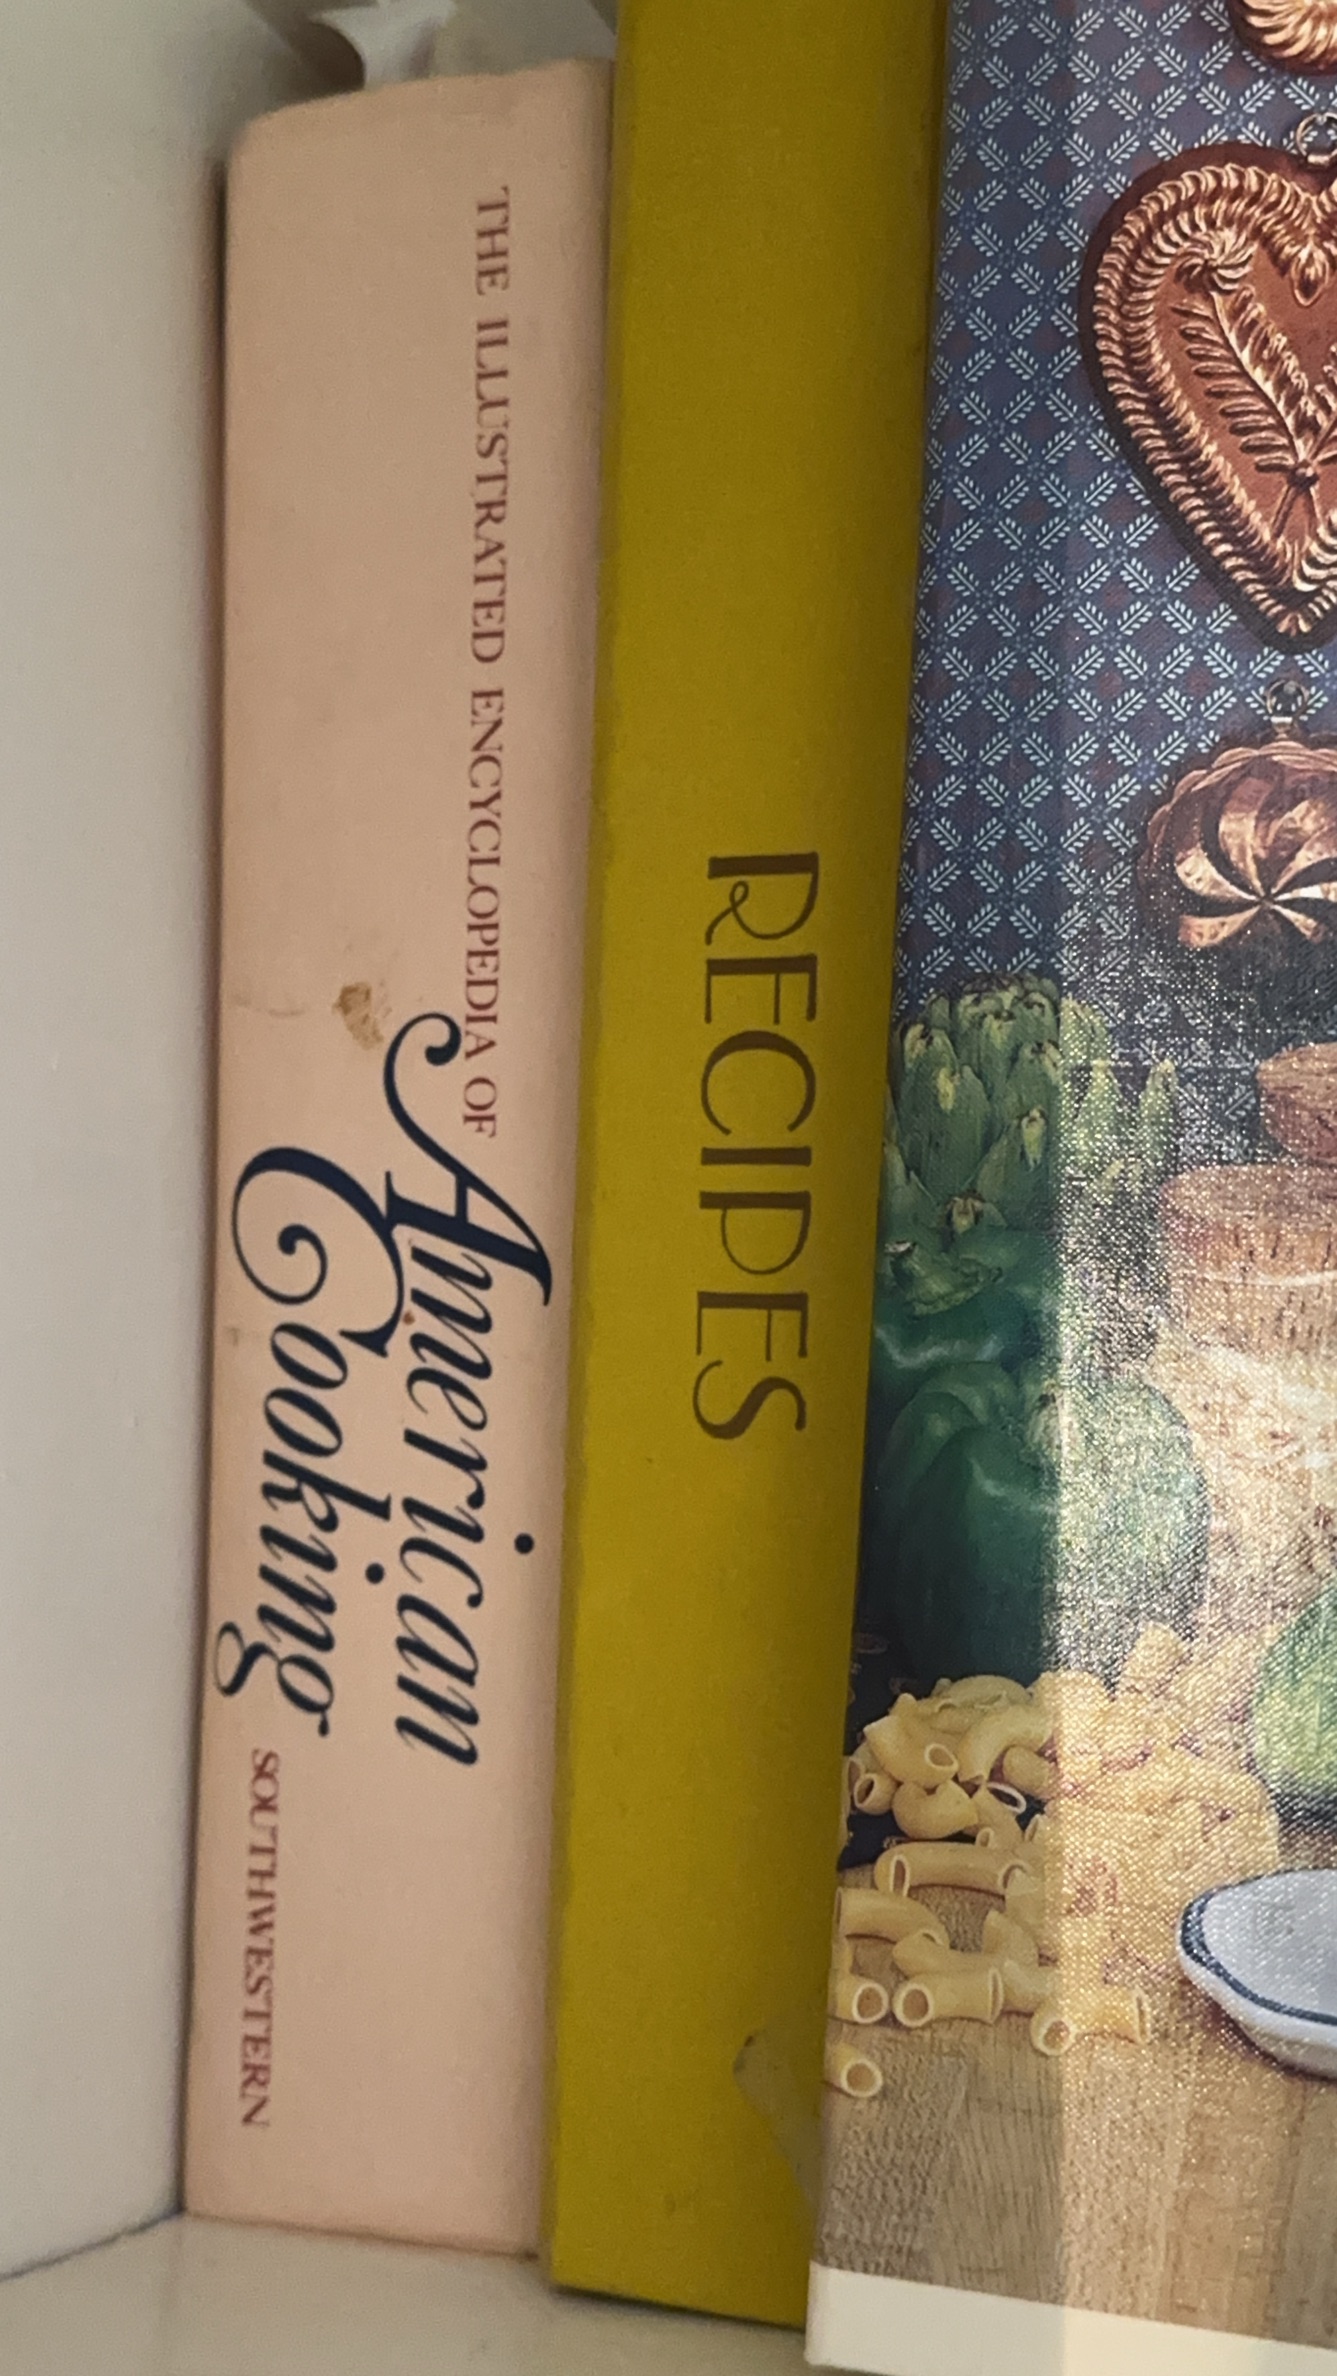 THE ILLUSTRATED ENCYCLOPEDIA OF
American
Cooking
SOUTHWESTERN
RECIPES